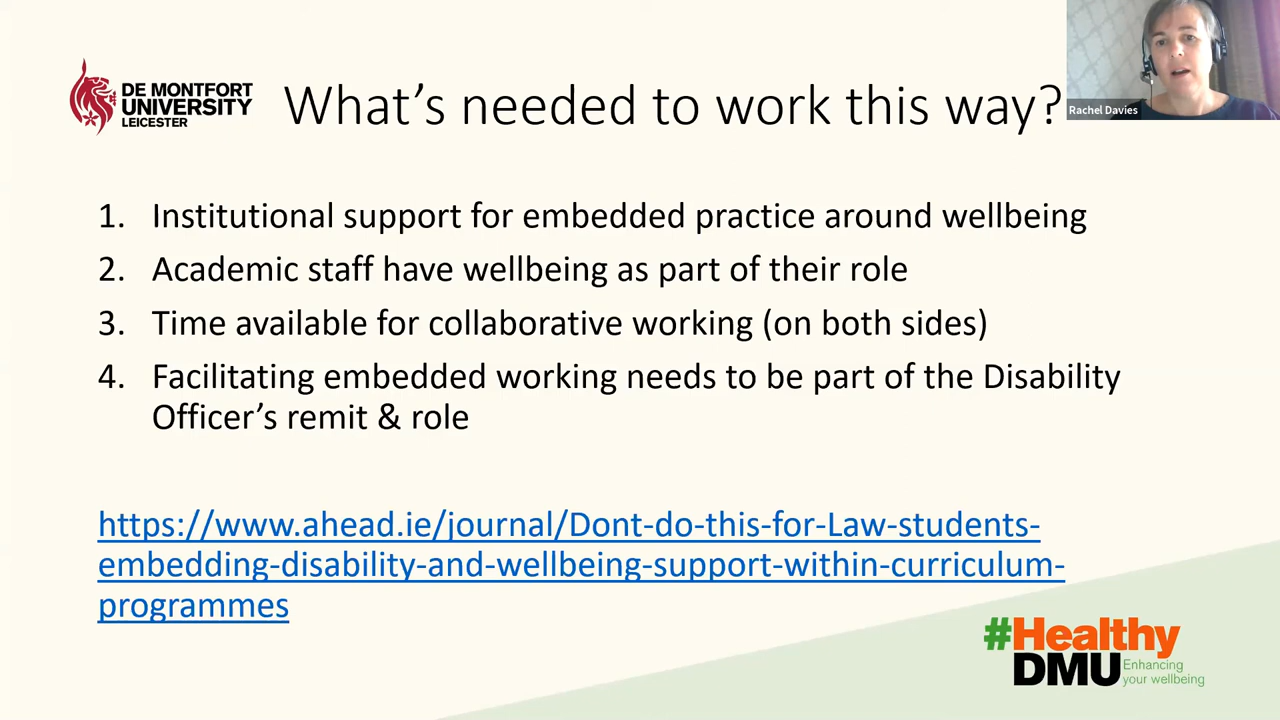 DE MONTFORT
UNIVERSITY
LEICESTER
What's needed to work this way?
Rachel Davies
1. Institutional support for embedded practice around wellbeing
2. Academic staff have wellbeing as part of their role
3. Time available for collaborative working (on both sides)
4. Facilitating embedded working needs to be part of the Disability
Officer's remit & role
https://www.ahead.ie/journal/Dont-do-this-for-Law-students-
embedding-disability-and-wellbeing-support-within-curriculum-
programmes
#Healthy
DMU
Enhancing
your wellbeing